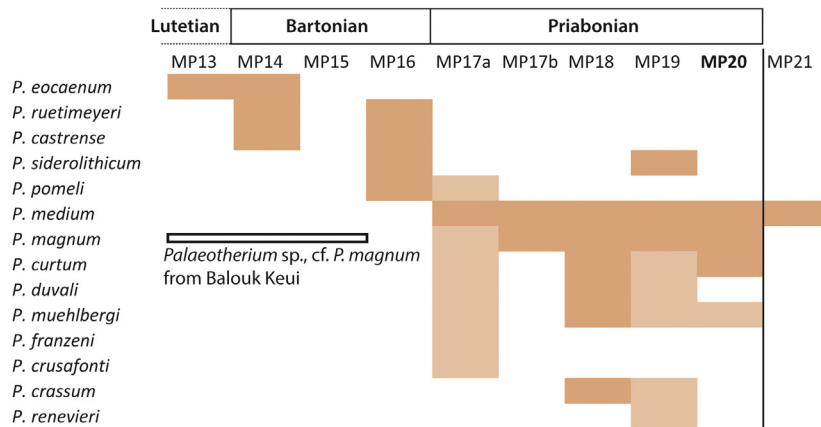 Lutetian Bartonian Priabonian
MP13 MP14 MP15 MP16 MP17a MP17b MP18 MP19 MP20 MP21
P. eocaenum
P. ruetimeyeri
P. castrense
P. siderolithicum
P. pomeli
P. medium
P. magnum
Palaeotherium sp., cf. P. magnum
from Balouk Keui
P. curtum
P. duvali
P. muehlbergi
P. franzeni
P. crusafonti
P. crassum
P. renevieri